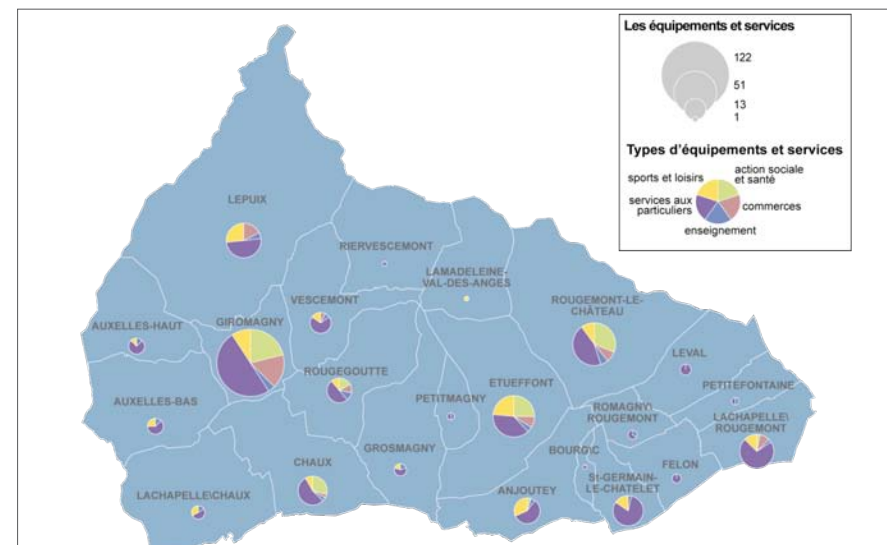 Les équipements et services
122
51
13
1
Types d'équipements et services
sports et loisirs
action sociale
et santé
services aux
particuliers
commerces
enseignement
LEPUIX
RIERVESCEMONT
LAMADELEINE-
VAL-DES-ANGES
VESCEMONT
ROUGEMONT-LE-
CHÂTEAU
AUXELLES-HAUT
GIROMAGNY
LEVAL
ROUGEGOUTTE
ETUEFFONT
PETITEFONTAINE
PETITMAGNY
AUXELLES-BAS
ROMAGNY\
ROUGEMONT
LACHAPELLE\
ROUGEMONT
GROSMAGNY
BOURG\C
CHAUX
FELON
St-GERMAIN-
LE-CHATELET
LACHAPELLE\CHAUX
ANJOUTEY